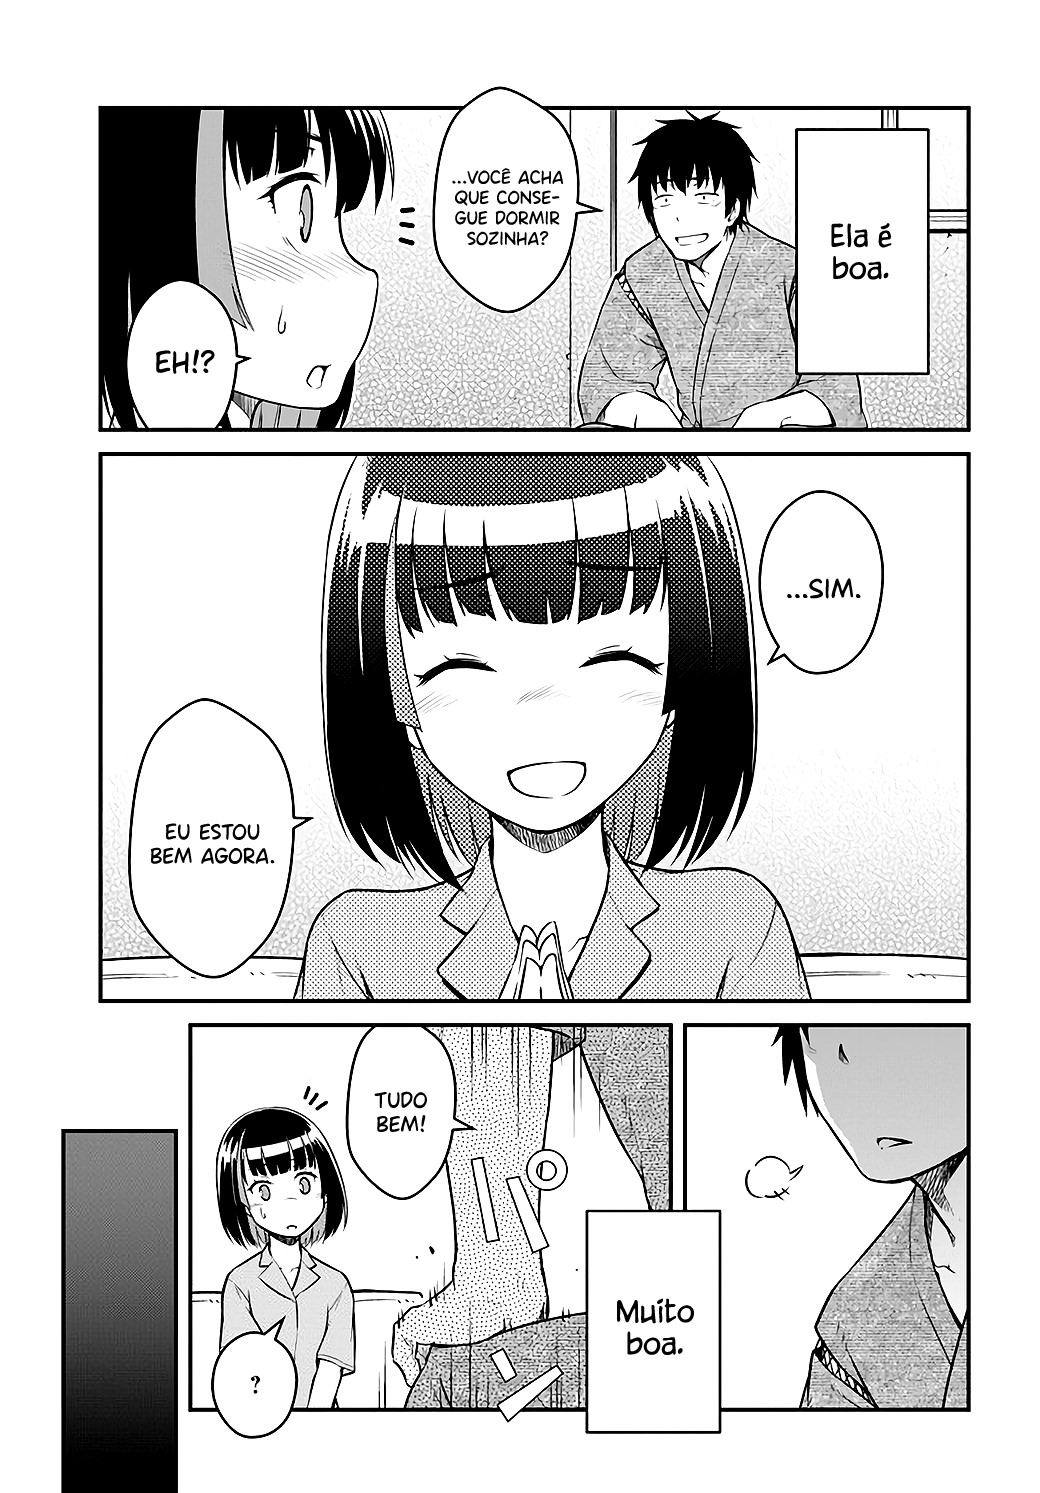 Ela é
boa.
...VOCÊ ACHA
QUE CONSE-
GUE DORMIR
SOZINHA?
EH!?
...SIM.
EU ESTOU
BEM AGORA.
Muito
boa.
TUDO
BEM!
?